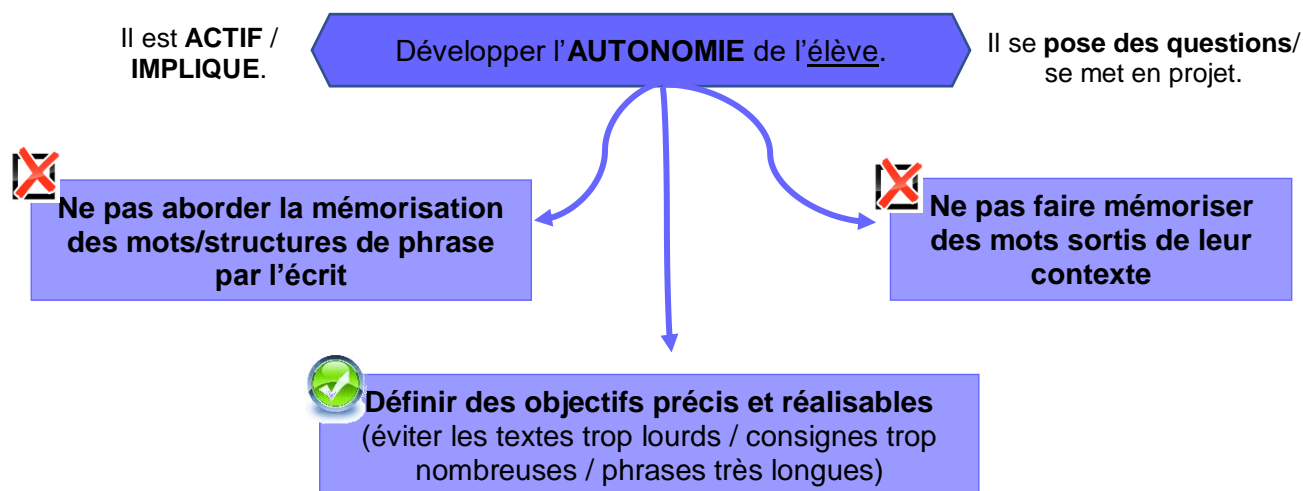 Il est ACTIF /
IMPLIQUE.
Développer l’AUTONOMIE de l’élève.
Il se pose des questions/
se met en projet.
Ne pas aborder la mémorisation
des mots/structures de phrase
par l’écrit
Ne pas faire mémoriser
des mots sortis de leur
contexte
Définir des objectifs précis et réalisables
(éviter les textes trop lourds / consignes trop
nombreuses / phrases très longues)